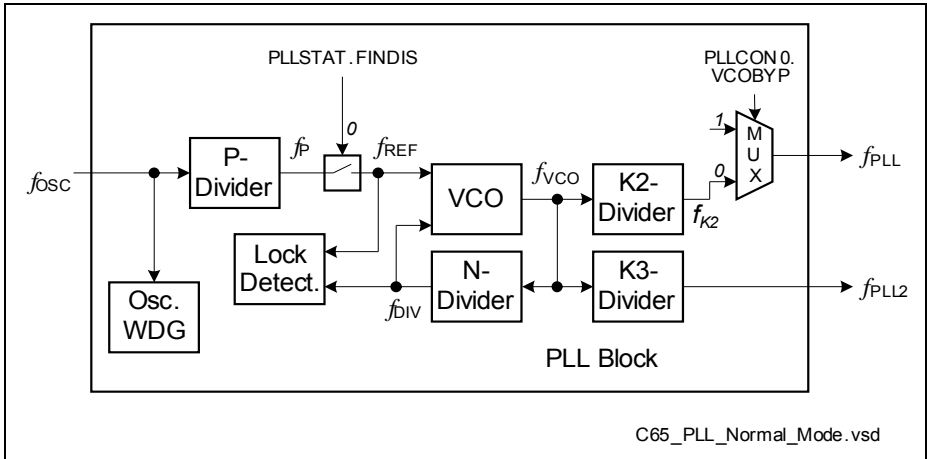 PLLSTAT.FINDIS
PLLCON0.
VCOBYP
0
1
MUX
fOSC
P-
Divider
fP
fREF
VCO
fVCO
K2-
Divider
0
fK2
fPLL
Lock
Detect.
fDIV
N-
Divider
K3-
Divider
fPLL2
Osc.
WDG
PLL Block
C65_PLL_Normal_Mode.vsd